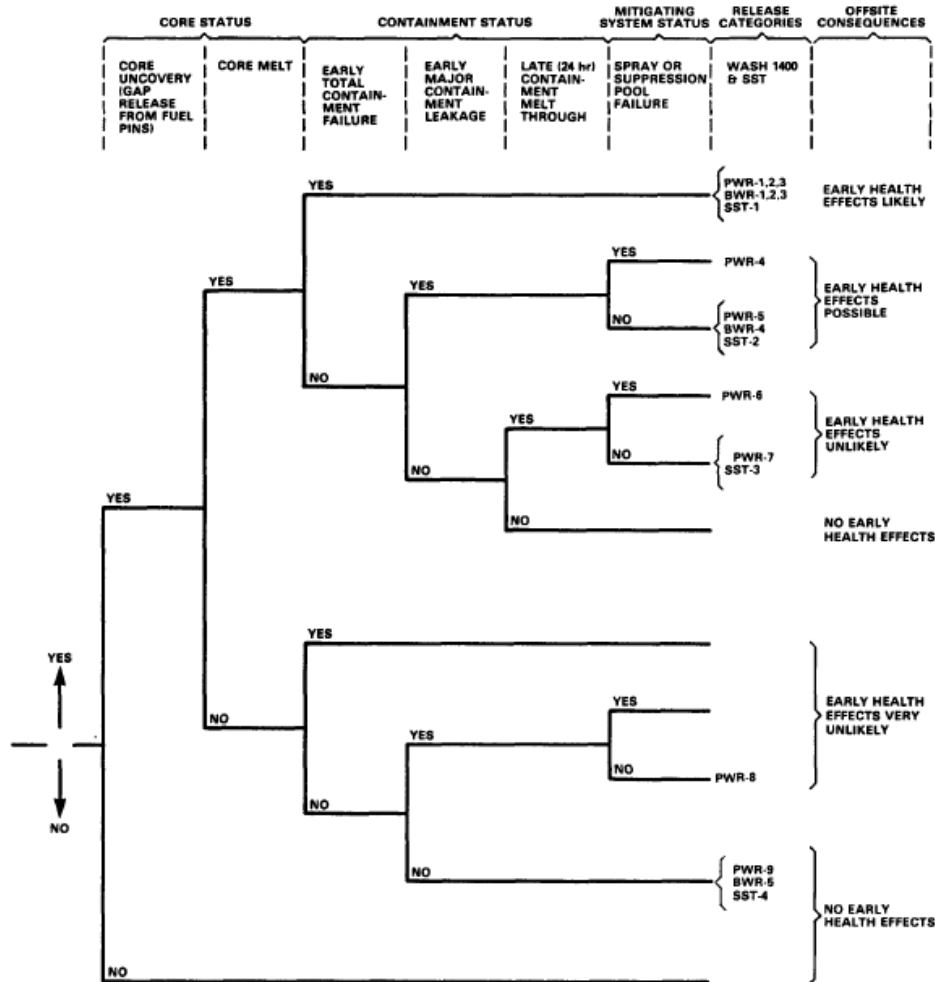 CORE STATUS
CONTAINMENT STATUS
MITIGATING
SYSTEM STATUS
RELEASE
CATEGORIES
OFFSITE
CONSEQUENCES
CORE
UNCOVERY
(GAP
RELEASE
FROM FUEL
PINS)
CORE MELT
EARLY
TOTAL
CONTAIN-
MENT
FAILURE
EARLY
MAJOR
CONTAIN-
MENT
LEAKAGE
LATE (24 hr)
CONTAIN-
MENT
MELT
THROUGH
SPRAY OR
SUPPRESSION
POOL
FAILURE
WASH 1400
& SST
YES
PWR-1,2,3
BWR-1,2,3
SST-1
EARLY HEALTH
EFFECTS LIKELY
YES
PWR-4
YES
YES
EARLY HEALTH
EFFECTS
POSSIBLE
NO
PWR-5
BWR-4
SST-2
NO
YES
PWR-6
YES
EARLY HEALTH
EFFECTS
UNLIKELY
NO
PWR-7
SST-3
NO
YES
NO
NO EARLY
HEALTH EFFECTS
YES
YES
YES
EARLY HEALTH
EFFECTS VERY
UNLIKELY
NO
YES
NO
PWR-8
NO
NO
NO
PWR-9
BWR-5
SST-4
NO EARLY
HEALTH EFFECTS
NO